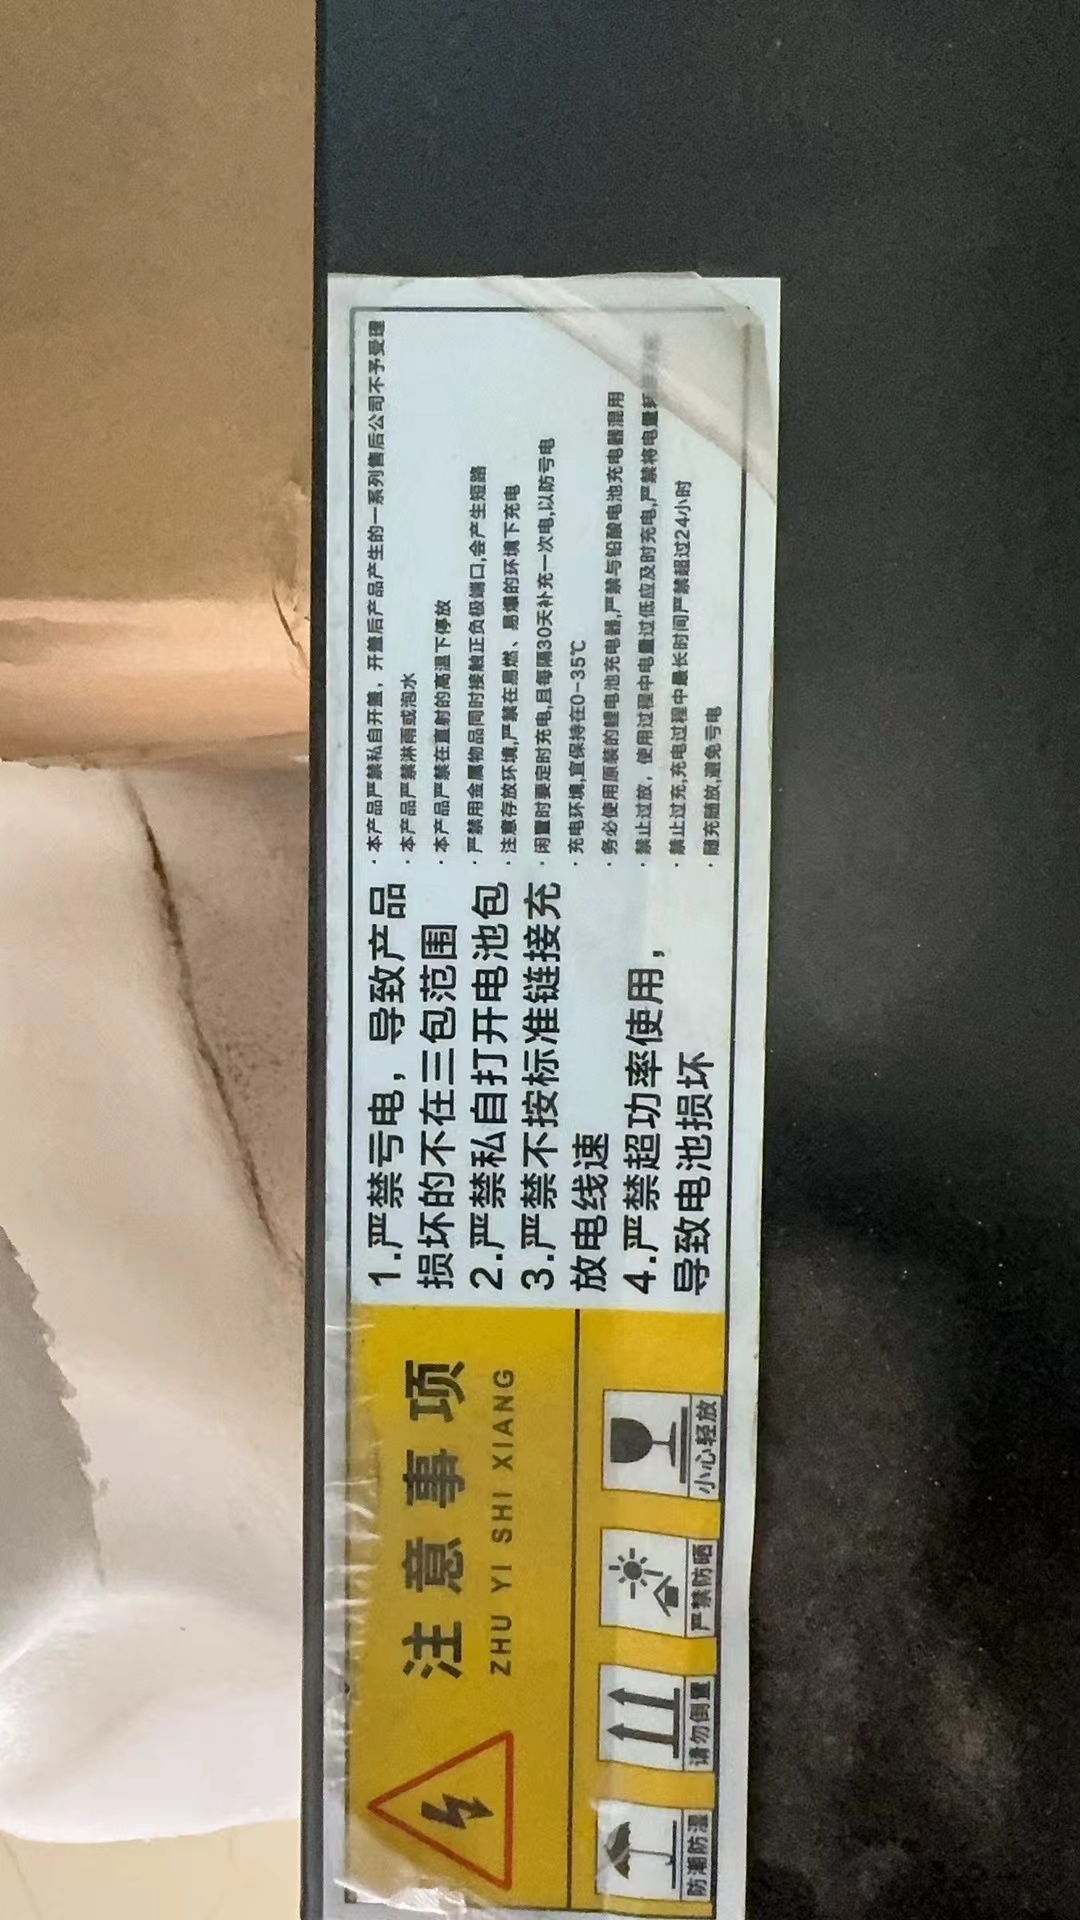 注意事项
ZHU YI SHI XIANG
防潮防湿
请勿倒置
严禁防晒
小心轻放
1.严禁亏电，导致产品
损坏的不在三包范围
2.严禁私自打开电池包
3.严禁不按标准链接充
放电线速
4.严禁超功率使用，
导致电池损坏
·本产品严禁私自开盖，开盖后产品产生的一系列售后公司不予受理
·本产品严禁淋雨或泡水
·本产品严禁在直射的高温下停放
·严禁用金属物品同时接触正负极端口,会产生短路
·注意存放环境,严禁在易燃、易爆的环境下充电
·闲置时要定时充电,且每隔30天补充一次电,以防亏电
·充电环境,宜保持在0-35℃
·务必使用原装的锂电池充电器,严禁与铅酸电池充电器混用
·禁止过放，使用过程中电量过低应及时充电,严禁将电量
·禁止过充,充电过程中最长时间严禁超过24小时
·随充随放,避免亏电